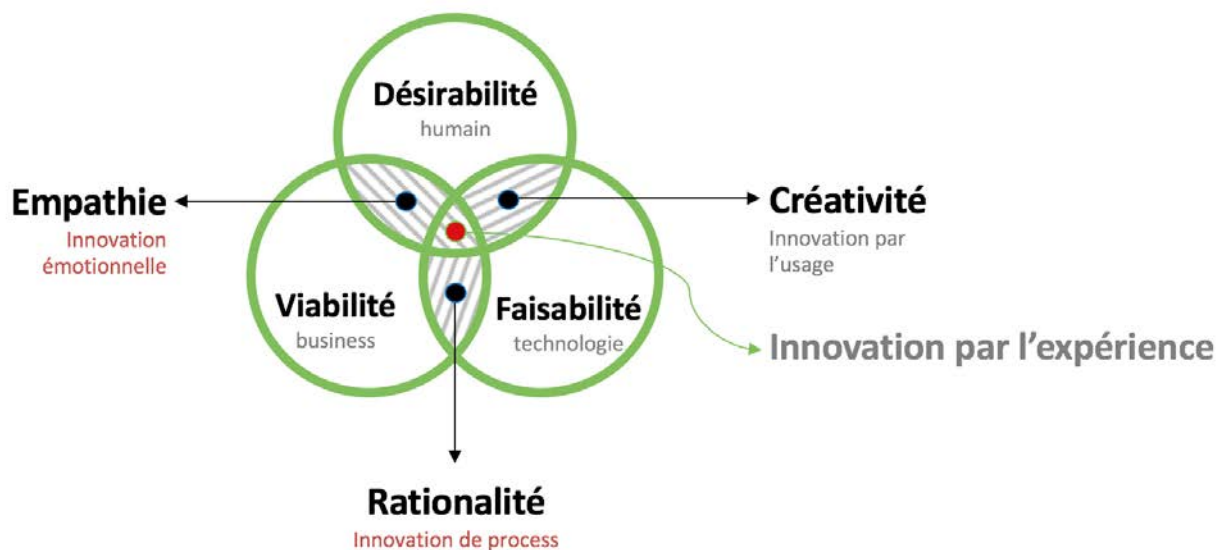 Désirabilité
humain
Empathie
Innovation
émotionnelle
Créativité
Innovation par
l'usage
Viabilité
business
Faisabilité
technologie
Innovation par l'expérience
Rationalité
Innovation de process